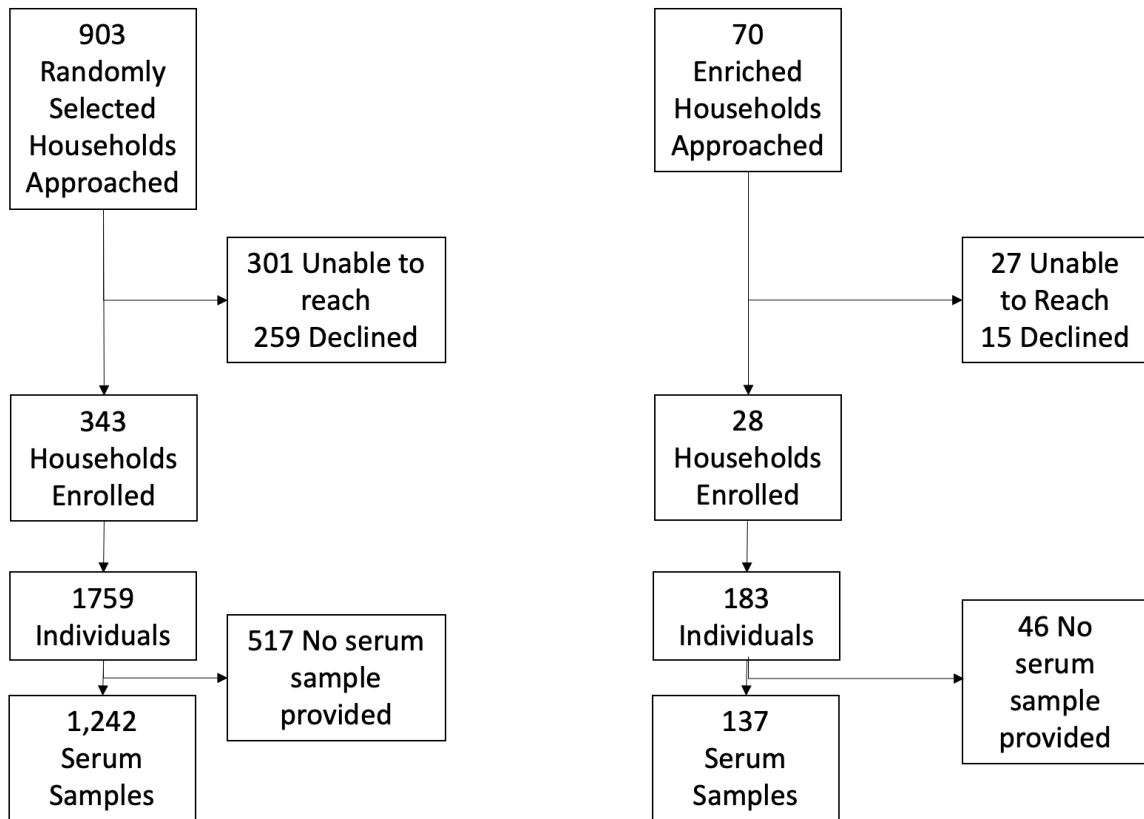 903
Randomly
Selected
Households
Approached
301 Unable to
reach
259 Declined
343
Households
Enrolled
1759
Individuals
517 No serum
sample
provided
1,242
Serum
Samples
70
Enriched
Households
Approached
27 Unable
to Reach
15 Declined
28
Households
Enrolled
183
Individuals
46 No
serum
sample
provided
137
Serum
Samples